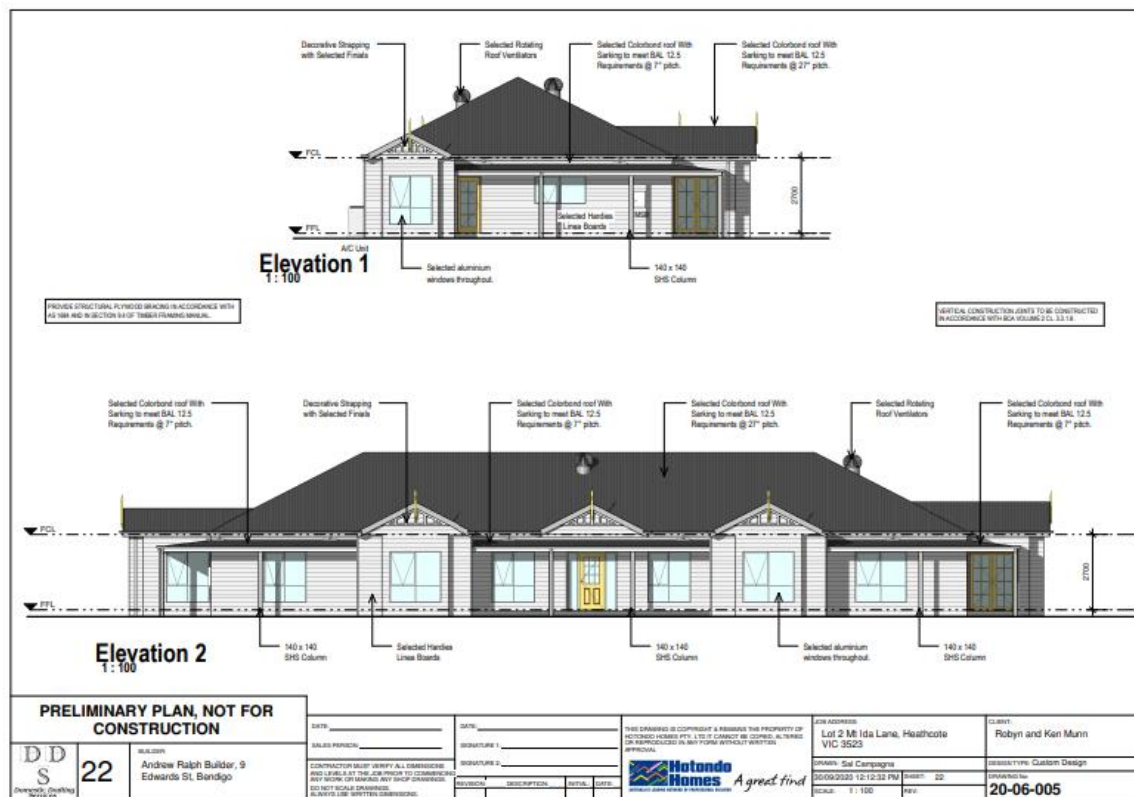 Decorative Strapping
with Selected Finials
Selected Rotating
Roof Ventilators
Selected Colorbond roof With
Sarking to meet BAL 12.5
Requirements @ 7° pitch.
Selected Colorbond roof With
Sarking to meet BAL 12.5
Requirements @ 27° pitch.
FCL
2700
MSB
Selected Hardies
Linea Boards
FFL
A/C Unit
Elevation 1
1 : 100
Selected aluminium
windows throughout.
140 x 140
SHS Column
PROVIDE STRUCTURAL PLYWOOD BRACING IN ACCORDANCE WITH
AS 1684 AND IN SECTION 9.0 OF TIMBER FRAMING MANUAL.
VERTICAL CONSTRUCTION JOINTS TO BE CONSTRUCTED
IN ACCORDANCE WITH BCA VOLUME 2 CL 3.3.1.8
Selected Colorbond roof With
Sarking to meet BAL 12.5
Requirements @ 7° pitch.
Decorative Strapping
with Selected Finials
Selected Colorbond roof With
Sarking to meet BAL 12.5
Requirements @ 7° pitch.
Selected Colorbond roof With
Sarking to meet BAL 12.5
Requirements @ 27° pitch.
Selected Rotating
Roof Ventilators
Selected Colorbond roof With
Sarking to meet BAL 12.5
Requirements @ 7° pitch.
FCL
2700
FFL
Elevation 2
1 : 100
140 x 140
SHS Column
Selected Hardies
Linea Boards
140 x 140
SHS Column
Selected aluminium
windows throughout.
140 x 140
SHS Column
PRELIMINARY PLAN, NOT FOR
CONSTRUCTION
DDS
Domestic Drafting
Services
22
BUILDER:
Andrew Ralph Builder, 9
Edwards St, Bendigo
DATE:
SALES PERSON:
CONTRACTOR MUST VERIFY ALL DIMENSIONS
AND LEVELS AT THE JOB PRIOR TO COMMENCING
ANY WORK OR MAKING ANY SHOP DRAWINGS.
DO NOT SCALE DRAWINGS.
ALWAYS USE WRITTEN DIMENSIONS.
DATE:
SIGNATURE 1:
SIGNATURE 2:
REVISION: DESCRIPTION: INITIAL: DATE:
THIS DRAWING IS COPYRIGHT & REMAINS THE PROPERTY OF
HOTONDO HOMES PTY. LTD IT CANNOT BE COPIED, ALTERED
OR REPRODUCED IN ANY FORM WITHOUT WRITTEN
APPROVAL
Hotondo
Homes
A great find
JOB ADDRESS:
Lot 2 Mt Ida Lane, Heathcote
VIC 3523
CLIENT:
Robyn and Ken Munn
DRAWN: Sal Campagna
DESIGN TYPE: Custom Design
30/09/2020 12:12:32 PM
SHEET: 22
DRAWING No:
20-06-005
SCALE: 1 : 100
REV: